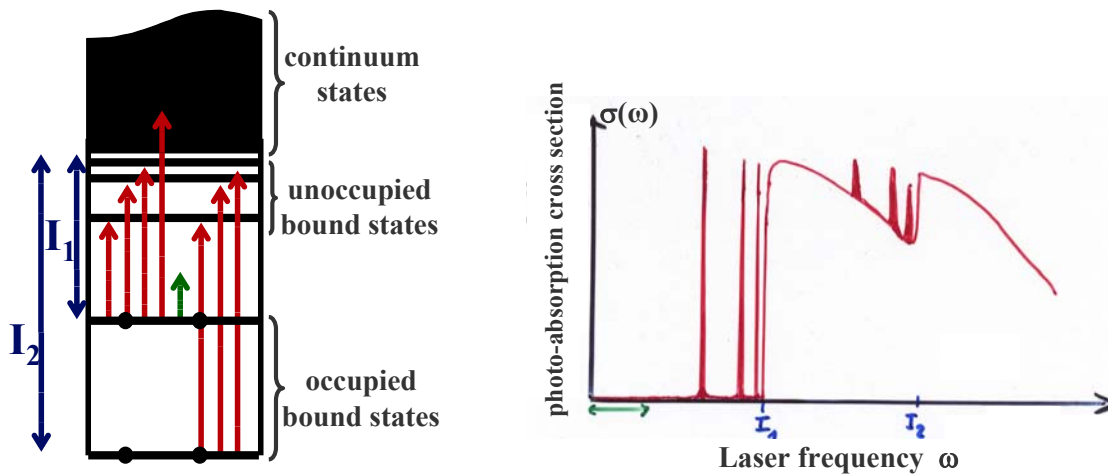 continuum
states
unoccupied
bound states
I₁
I₂
occupied
bound states
photo-absorption cross section
σ(ω)
I₁
I₂
Laser frequency ω